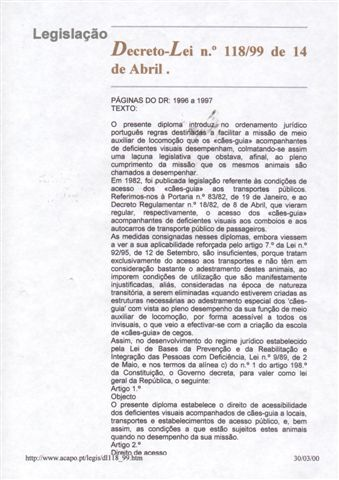 Legislação
Decreto-Lei n.º 118/99 de 14
de Abril .
PÁGINAS DO DR: 1996 a 1997
TEXTO:
O presente diploma introduz no ordenamento jurídico
português regras destinadas a facilitar a missão de meio
auxiliar de locomoção que os «cães-guia» acompanhantes
de deficientes visuais desempenham, colmatando-se assim
uma lacuna legislativa que obstava, afinal, ao pleno
cumprimento da missão que os mesmos animais são
chamados a desempenhar.
Em 1982, foi publicada legislação referente às condições de
acesso dos «cães-guia» aos transportes públicos.
Referimo-nos à Portaria n.º 83/82, de 19 de Janeiro, e ao
Decreto Regulamentar n.º 18/82, de 8 de Abril, que vieram
regular, respectivamente, o acesso dos «cães-guia»
acompanhantes de deficientes visuais aos comboios e aos
autocarros de transporte público de passageiros.
As medidas consignadas nesses diplomas, embora viessem
a ver a sua aplicabilidade reforçada pelo artigo 7.º da Lei n.º
92/95, de 12 de Setembro, são insuficientes, porque tratam
exclusivamente do acesso aos transportes e não têm em
consideração bastante o adestramento destes animais, ao
imporem condições de utilização que são manifestamente
injustificadas, aliás, consideradas na época de natureza
transitória, a serem eliminadas «quando estiverem criadas as
estruturas necessárias ao adestramento especial dos 'cães-
guia' com vista ao pleno desempenho da sua função de meio
auxiliar de locomoção, por forma acessível a todos os
invisuais, o que veio a efectivar-se com a criação da escola
de «cães-guia» de cegos.
Assim, no desenvolvimento do regime jurídico estabelecido
pela Lei de Bases da Prevenção e da Reabilitação e
Integração das Pessoas com Deficiência, Lei n.º 9/89, de 2
de Maio, e nos termos da alínea c) do n.º 1 do artigo 198.º
da Constituição, o Governo decreta, para valer como lei
geral da República, o seguinte:
Artigo 1.º
Objecto
O presente diploma estabelece o direito de acessibilidade
dos deficientes visuais acompanhados de cães-guia a locais,
transportes e estabelecimentos de acesso público, e, bem
assim, as condições a que estão sujeitos estes animais
quando no desempenho da sua missão.
Artigo 2.º
Direito de acesso
http://www.acapo.pt/legis/dl118_99.htm 30/03/00